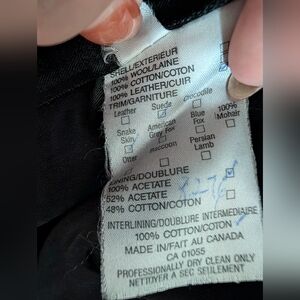 SHELL/EXTERIEUR
100% WOOL/LAINE
100% COTTON/COTON
100% LEATHER/CUIR
TRIM/GARNITURE
Leather Suede Crocodile
Snake Skin American Grey Fox Blue Fox 100% Mohair
Otter Raccoon Persian Lamb
LINING/DOUBLURE
100% ACETATE
52% ACETATE
48% COTTON/COTON
INTERLINING/DOUBLURE INTERMEDIAIRE
100% COTTON/COTON
MADE IN/FAIT AU CANADA
CA 01055
PROFESSIONALLY DRY CLEAN ONLY
NETTOYER A SEC SEULEMENT